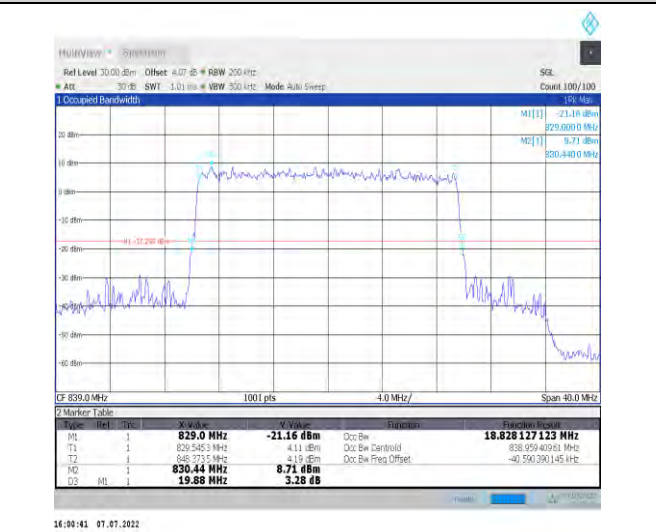 MultiView Spectrum
Ref Level 30.00 dBm Offset 4.07 dB RBW 200 kHz SGL
Att 30 dB SWT 1.01 ms VBW 300 kHz Mode Auto Sweep Count 100/100
1 Occupied Bandwidth 1Pk Max
M1[1] -21.16 dBm
829.0000 MHz
M2[1] 8.71 dBm
830.4400 MHz
20 dBm
10 dBm
0 dBm
-10 dBm
-20 dBm
-30 dBm
-40 dBm
-50 dBm
-60 dBm
CF 839.0 MHz 1001 pts 4.0 MHz/ Span 40.0 MHz
2 Marker Table
Type Ref Trc X-Value Y-Value Function Function Result
M1 1 829.0 MHz -21.16 dBm Occ Bw 18.828127123 MHz
T1 1 829.5453 MHz 4.11 dBm Occ Bw Centroid 838.959409 61 MHz
T2 1 848.3735 MHz 4.19 dBm Occ Bw Freq Offset -40.590390145 kHz
M2 1 830.44 MHz 8.71 dBm
D3 M1 1 19.88 MHz 3.28 dB
16:00:41 07.07.2022